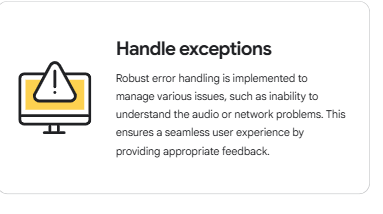 Handle exceptions
Robust error handling is implemented to
manage various issues, such as inability to
understand the audio or network problems. This
ensures a seamless user experience by
providing appropriate feedback.